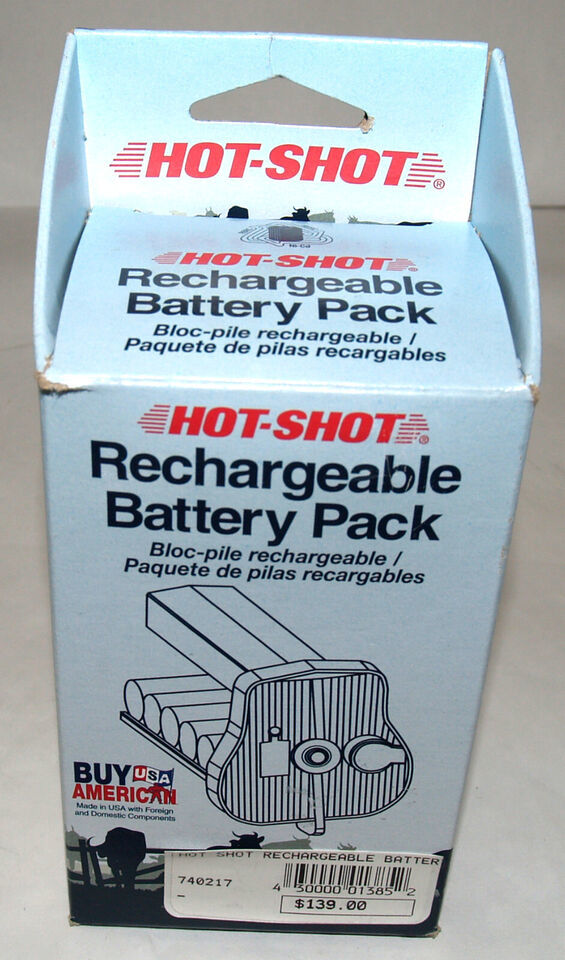 HOT-SHOT®
Ni-Cd
HOT-SHOT®
Rechargeable
Battery Pack
Bloc-pile rechargeable /
Paquete de pilas recargables
HOT-SHOT®
Rechargeable
Battery Pack
Bloc-pile rechargeable /
Paquete de pilas recargables
BUY USA
AMERICAN
Made in USA with Foreign
and Domestic Components
HOT SHOT RECHARGEABLE BATTER
740217
4 30000 01385 2
-
$139.00